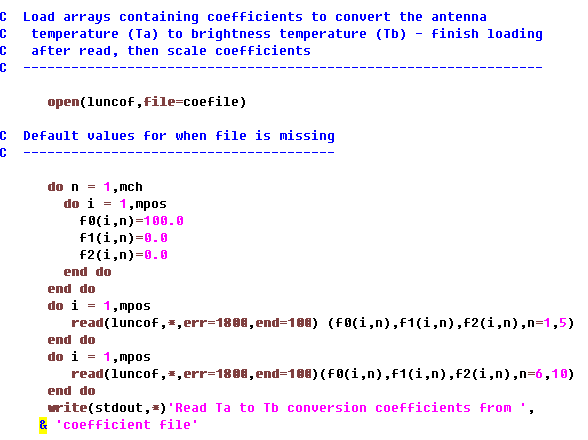 C  Load arrays containing coefficients to convert the antenna
C   temperature (Ta) to brightness temperature (Tb) - finish loading
C   after read, then scale coefficients
C  -----------------------------------------------------------------
      open(luncof,file=coefile)
C  Default values for when file is missing
C  ---------------------------------------
      do n = 1,mch
        do i = 1,mpos
          f0(i,n)=100.0
          f1(i,n)=0.0
          f2(i,n)=0.0
        end do
      end do
      do i = 1,mpos
         read(luncof,*,err=1800,end=100) (f0(i,n),f1(i,n),f2(i,n),n=1,5)
      end do
      do i = 1,mpos
         read(luncof,*,err=1800,end=100)(f0(i,n),f1(i,n),f2(i,n),n=6,10)
      end do
      write(stdout,*)'Read Ta to Tb conversion coefficients from ',
     & 'coefficient file'